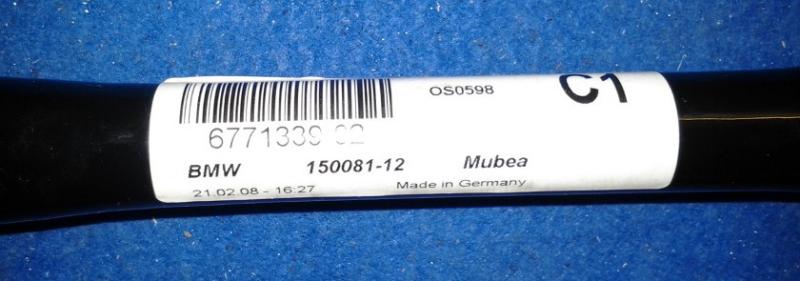 OS0598 C1
6771339 02
BMW 150081-12 Mubea
21.02.08 - 16:27 Made in Germany